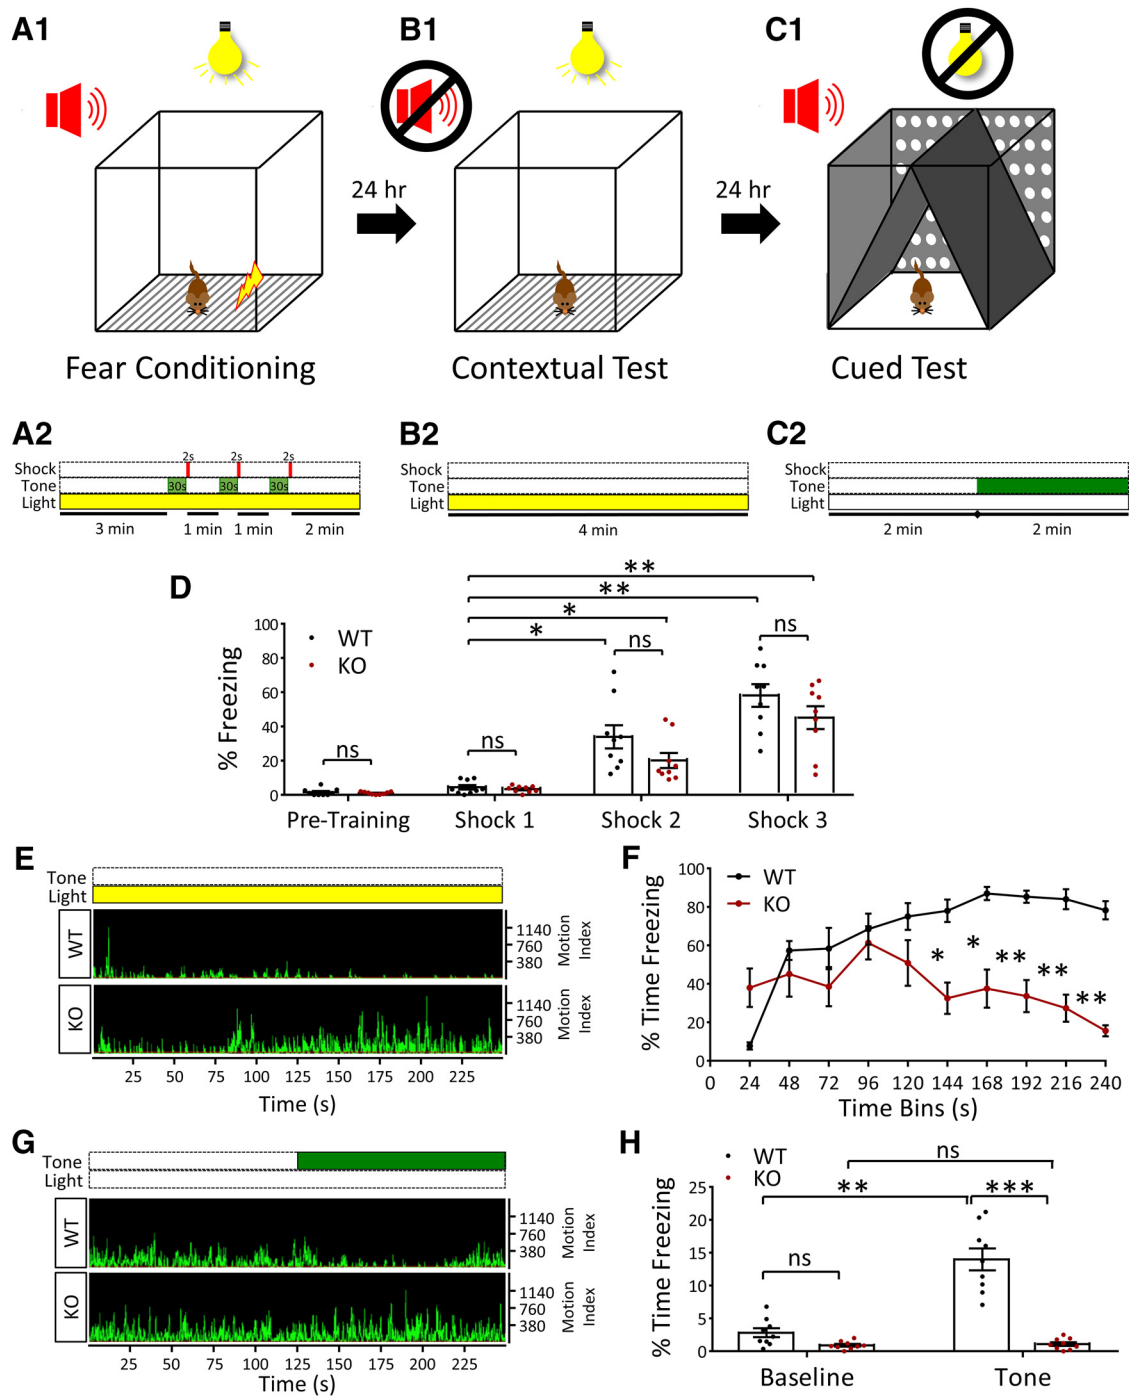 A1 B1 C1
24 hr 24 hr
Fear Conditioning Contextual Test Cued Test
A2 B2 C2
2s 2s 2s
Shock Shock Shock
Tone 30s 30s 30s Tone Tone
Light Light Light
3 min 1 min 1 min 2 min 4 min 2 min 2 min
D
**
**
*
*
ns
ns
ns
ns
% Freezing
100
80
60
40
20
0
WT
KO
Pre-Training Shock 1 Shock 2 Shock 3
E
Tone
Light
WT
1140
760
380
Motion
Index
KO
1140
760
380
Motion
Index
25 50 75 100 125 150 175 200 225
Time (s)
F
% Time Freezing
100
80
60
40
20
0
WT
KO
* * ** ** **
0 24 48 72 96 120 144 168 192 216 240
Time Bins (s)
G
Tone
Light
WT
1140
760
380
Motion
Index
KO
1140
760
380
Motion
Index
25 50 75 100 125 150 175 200 225
Time (s)
H
WT
KO
ns
** ***
ns
% Time Freezing
25
20
15
10
5
0
Baseline Tone